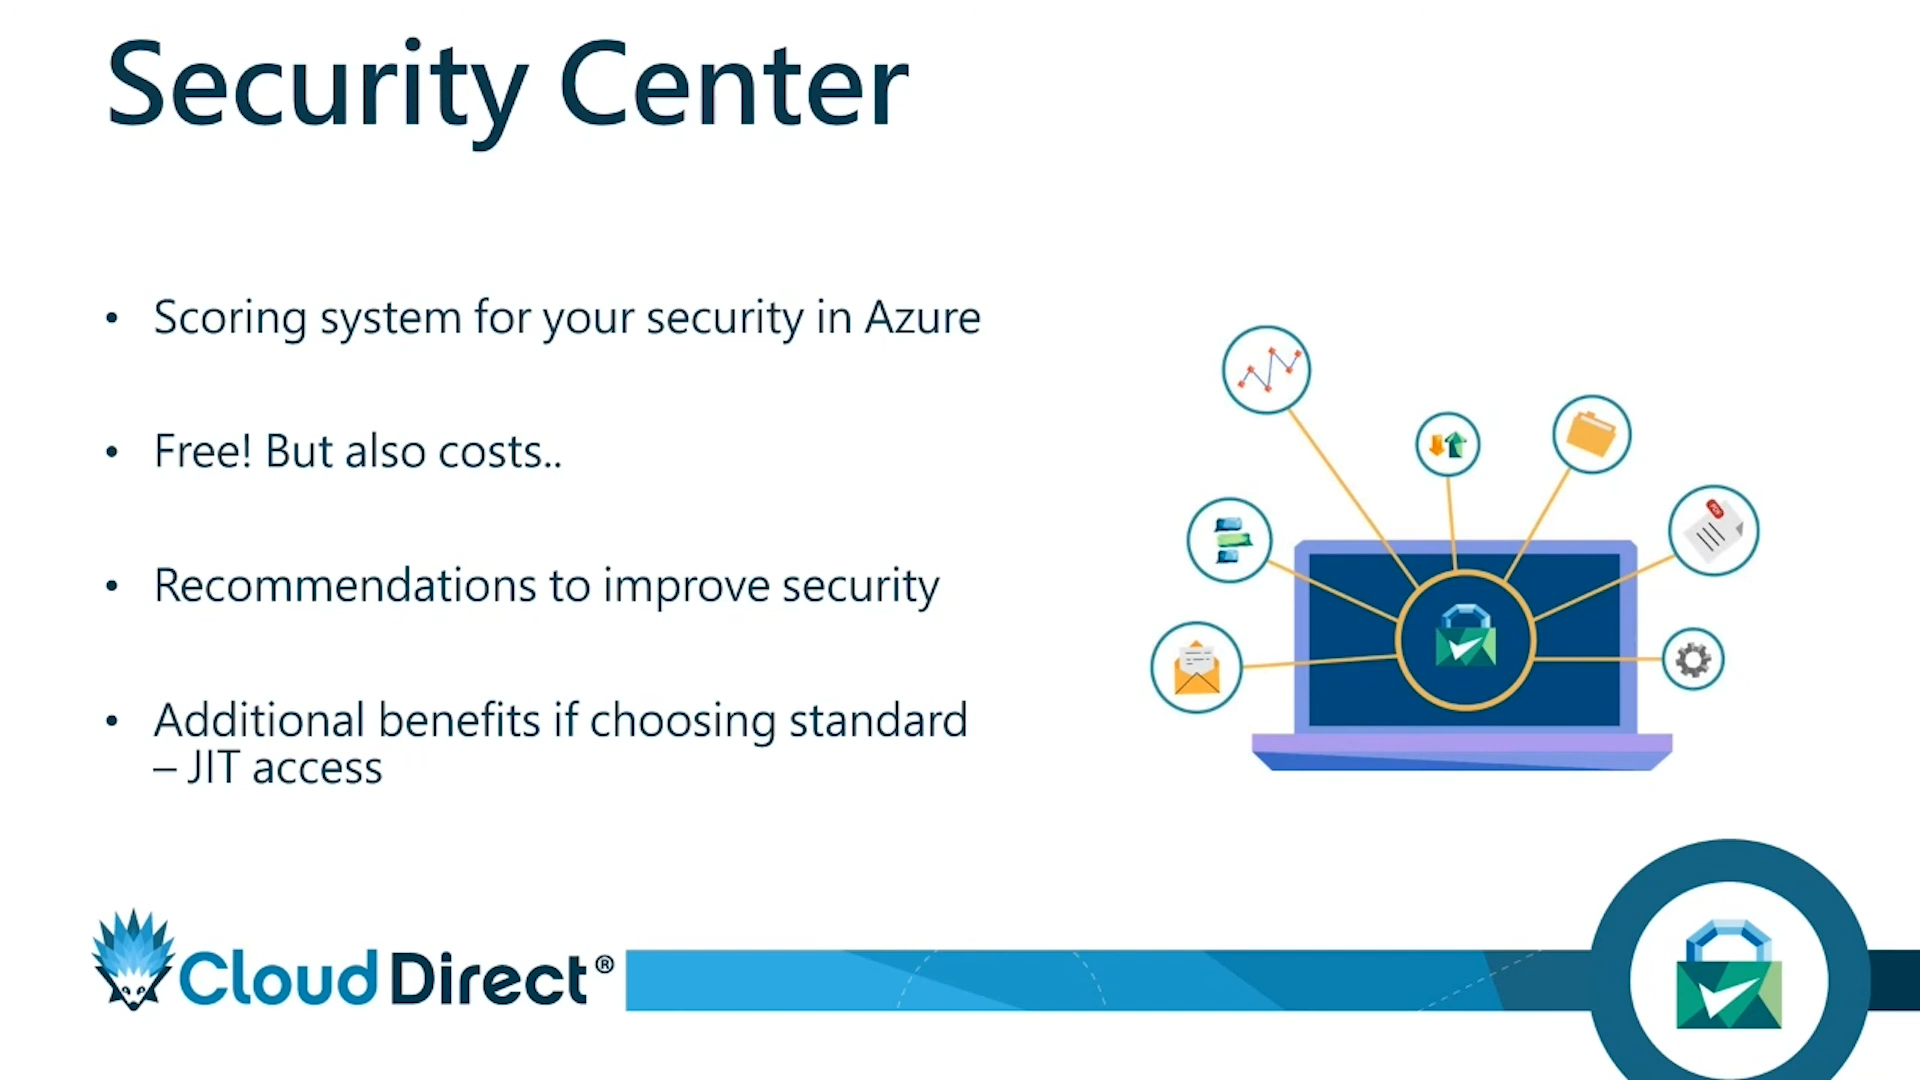 Security Center
• Scoring system for your security in Azure
• Free! But also costs..
• Recommendations to improve security
• Additional benefits if choosing standard
– JIT access
PDF
Cloud Direct®